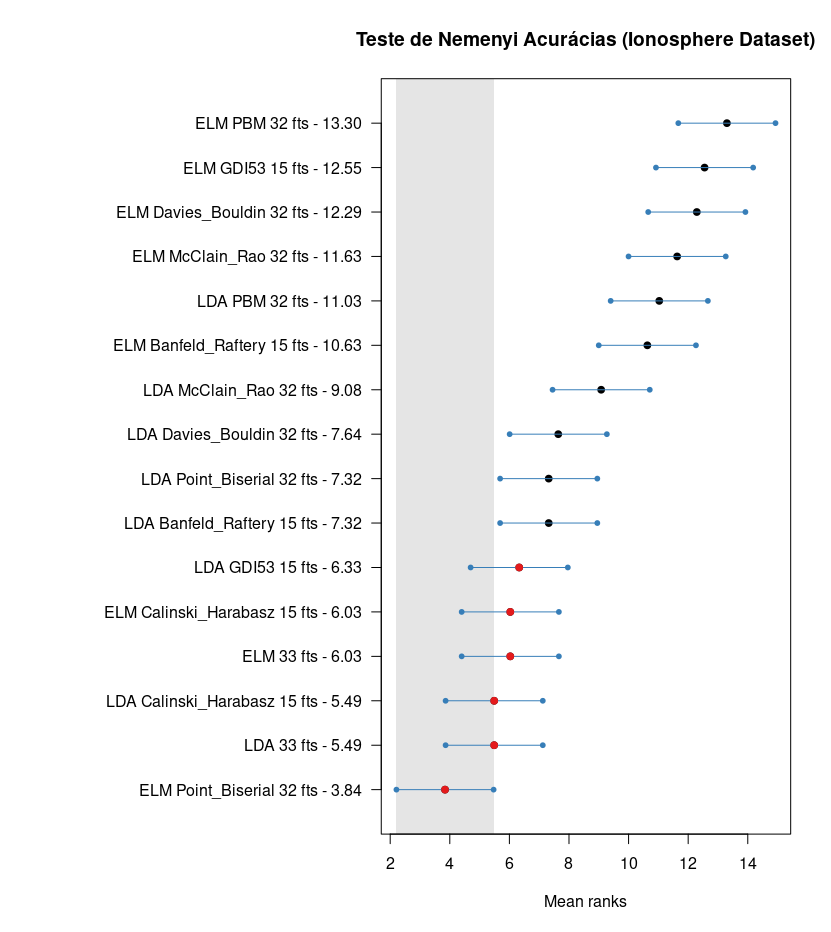 Teste de Nemenyi Acurácias (Ionosphere Dataset)
ELM PBM 32 fts - 13.30
ELM GDI53 15 fts - 12.55
ELM Davies_Bouldin 32 fts - 12.29
ELM McClain_Rao 32 fts - 11.63
LDA PBM 32 fts - 11.03
ELM Banfeld_Raftery 15 fts - 10.63
LDA McClain_Rao 32 fts - 9.08
LDA Davies_Bouldin 32 fts - 7.64
LDA Point_Biserial 32 fts - 7.32
LDA Banfeld_Raftery 15 fts - 7.32
LDA GDI53 15 fts - 6.33
ELM Calinski_Harabasz 15 fts - 6.03
ELM 33 fts - 6.03
LDA Calinski_Harabasz 15 fts - 5.49
LDA 33 fts - 5.49
ELM Point_Biserial 32 fts - 3.84
2 4 6 8 10 12 14
Mean ranks